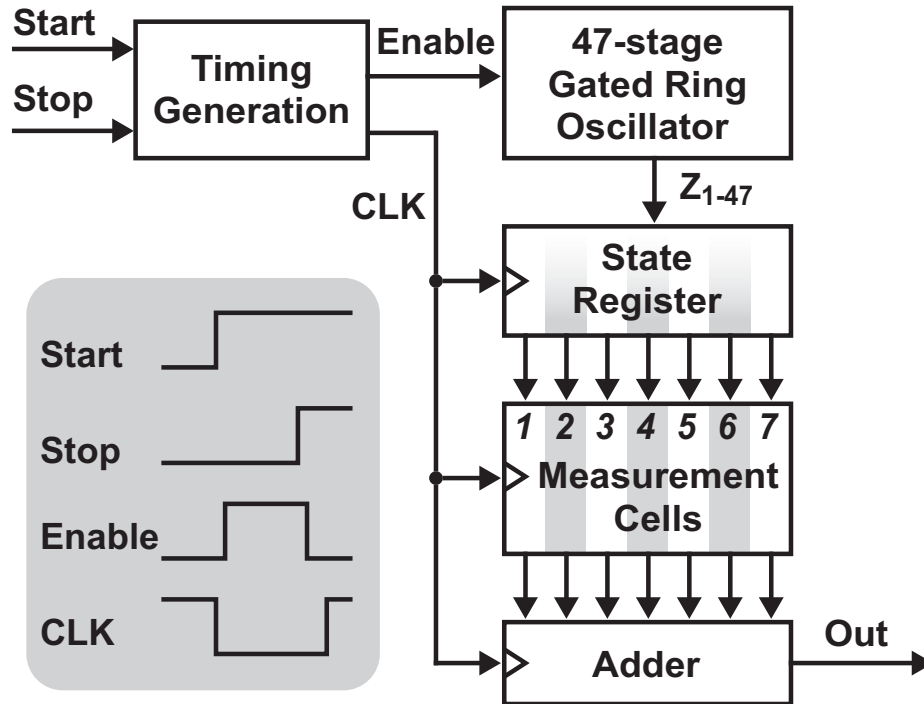 Start
Stop
Timing
Generation
Enable
47-stage
Gated Ring
Oscillator
CLK
Z1-47
State
Register
1 2 3 4 5 6 7
Measurement
Cells
Adder
Out
Start
Stop
Enable
CLK